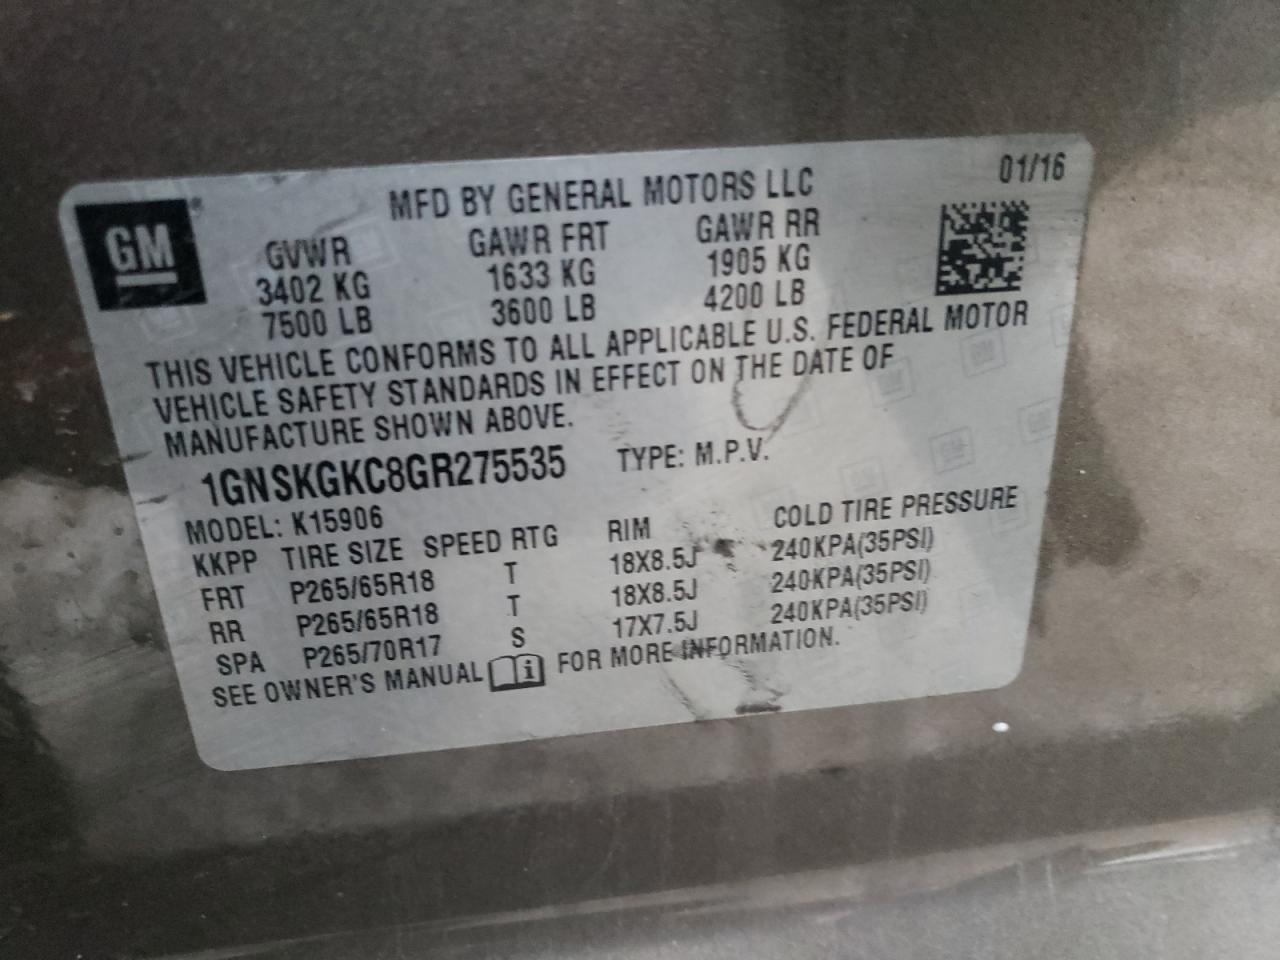 01/16
MFD BY GENERAL MOTORS LLC
GM
GVWR GAWR FRT GAWR RR
3402 KG 1633 KG 1905 KG
7500 LB 3600 LB 4200 LB
THIS VEHICLE CONFORMS TO ALL APPLICABLE U.S. FEDERAL MOTOR
VEHICLE SAFETY STANDARDS IN EFFECT ON THE DATE OF
MANUFACTURE SHOWN ABOVE.
1GNSKGKC8GR275535 TYPE: M.P.V.
MODEL: K15906
KKPP TIRE SIZE SPEED RTG RIM COLD TIRE PRESSURE
FRT P265/65R18 T 18X8.5J 240KPA(35PSI)
RR P265/65R18 T 18X8.5J 240KPA(35PSI)
SPA P265/70R17 S 17X7.5J 240KPA(35PSI)
SEE OWNER'S MANUAL i FOR MORE INFORMATION.